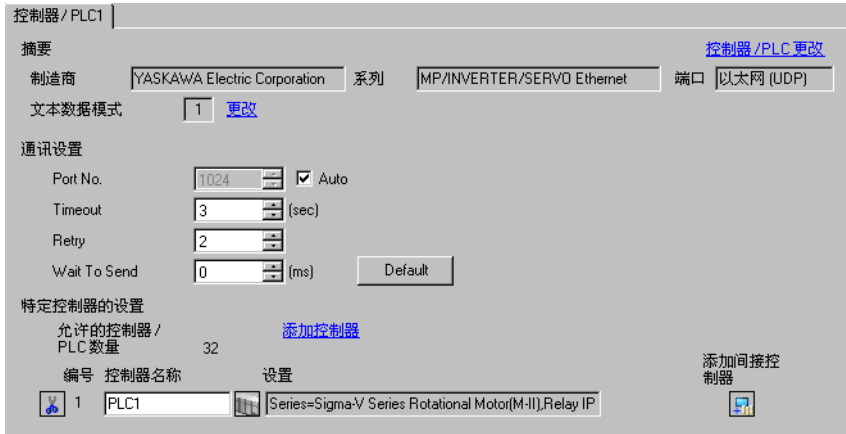 控制器/PLC1
摘要 控制器/PLC更改
制造商 YASKAWA Electric Corporation 系列 MP/INVERTER/SERVO Ethernet 端口 以太网 (UDP)
文本数据模式 1 更改
通讯设置
Port No. 1024 Auto
Timeout 3 (sec)
Retry 2
Wait To Send 0 (ms) Default
特定控制器的设置
允许的控制器/ 添加控制器
PLC数量 32
添加间接控
制器
编号 控制器名称 设置
1 PLC1 Series=Sigma-V Series Rotational Motor(M-II),Relay IP